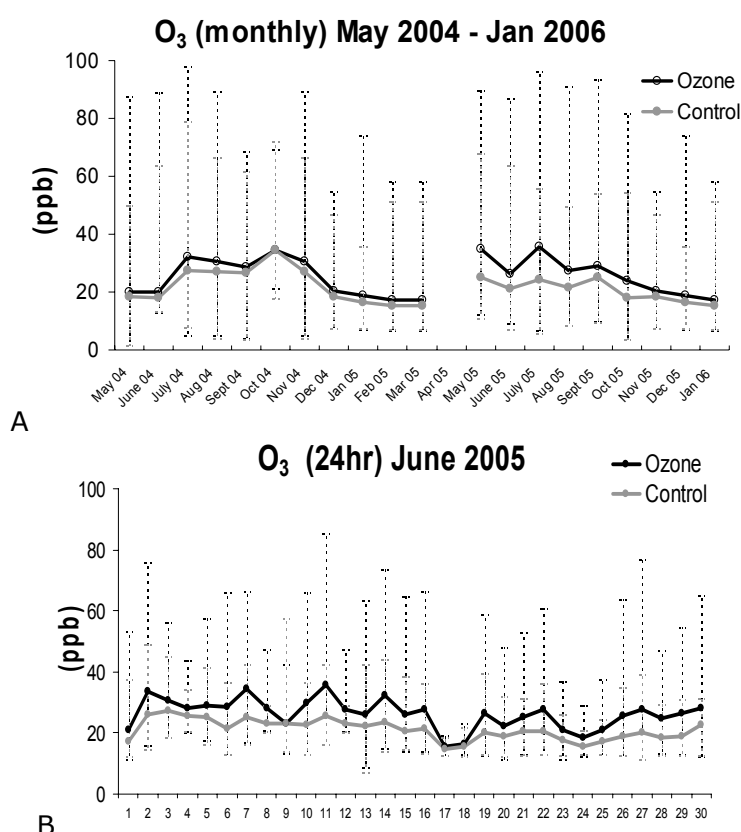 O3 (monthly) May 2004 - Jan 2006
100
80
60
40
20
0
(ppb)
Ozone
Control
May 04
June 04
July 04
Aug 04
Sept 04
Oct 04
Nov 04
Dec 04
Jan 05
Feb 05
Mar 05
Apr 05
May 05
June 05
July 05
Aug 05
Sept 05
Oct 05
Nov 05
Dec 05
Jan 06
A
O3 (24hr) June 2005
Ozone
Control
100
80
60
40
20
0
(ppb)
1 2 3 4 5 6 7 8 9 10 11 12 13 14 15 16 17 18 19 20 21 22 23 24 25 26 27 28 29 30
B